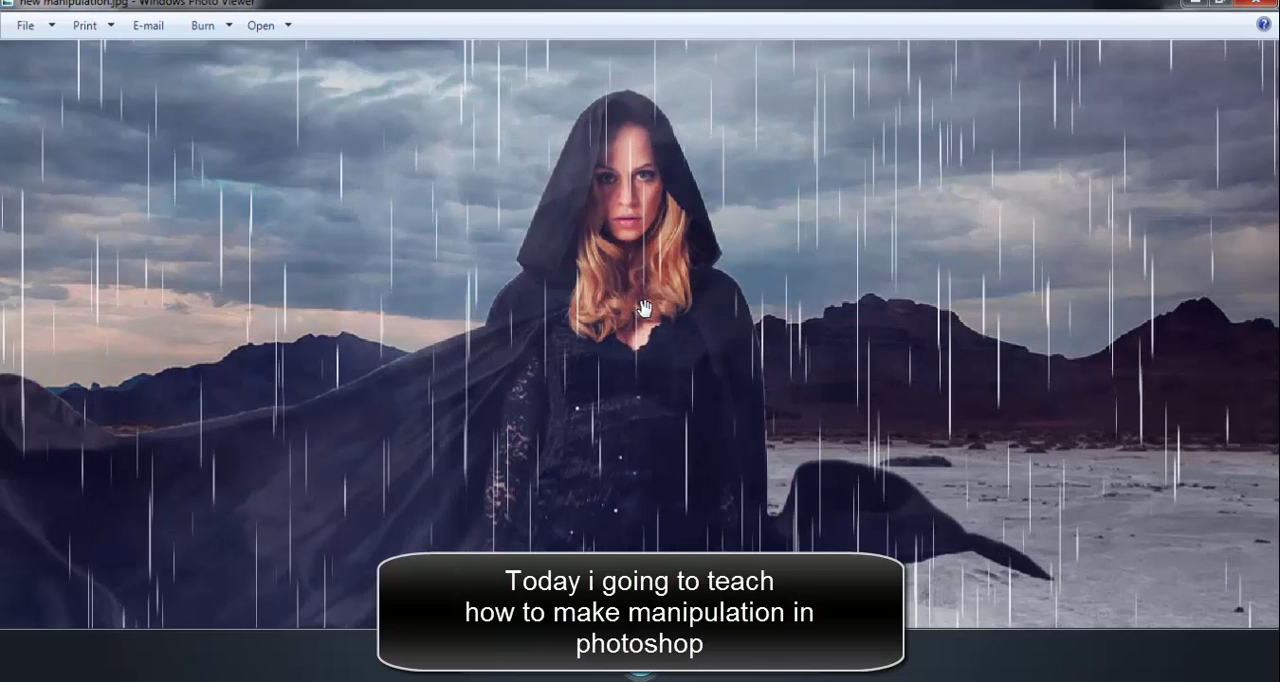 new manipulation.jpg - Windows Photo Viewer
File Print E-mail Burn Open
Today i going to teach
how to make manipulation in
photoshop